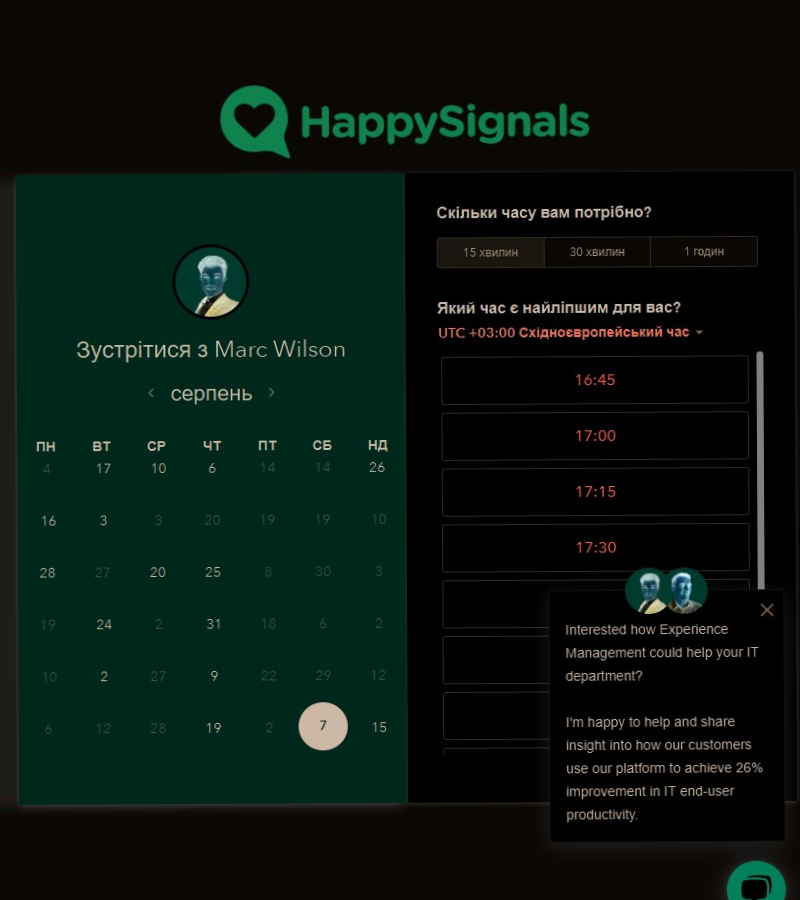 HappySignals
Зустрітися з Marc Wilson
серпень
ПН ВТ СР ЧТ ПТ СБ НД
4 17 10 6 14 14 26
16 3 3 20 19 19 10
28 27 20 25 8 30 3
19 24 2 31 18 6 2
10 2 27 9 22 29 12
6 12 28 19 2 7 15
Скільки часу вам потрібно?
15 хвилин 30 хвилин 1 годин
Який час є найліпшим для вас?
UTC +03:00 Східноєвропейський час
16:45
17:00
17:15
17:30
Interested how Experience
Management could help your IT
department?
I'm happy to help and share
insight into how our customers
use our platform to achieve 26%
improvement in IT end-user
productivity.